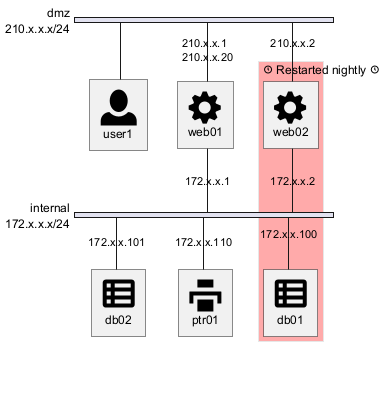 dmz
210.x.x.x/24
210.x.x.1
210.x.x.20
210.x.x.2
Restarted nightly
user1
web01
web02
172.x.x.1
172.x.x.2
internal
172.x.x.x/24
172.x.x.101
172.x.x.110
172.x.x.100
db02
ptr01
db01